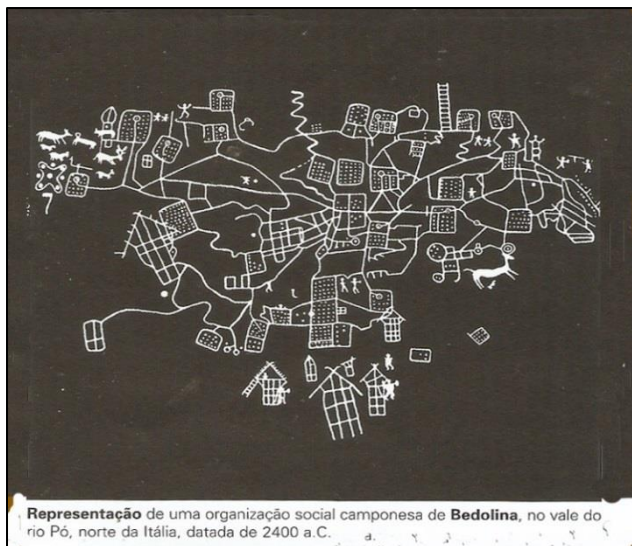 Representação de uma organização social camponesa de Bedolina, no vale do
rio Pó, norte da Itália, datada de 2400 a.C.